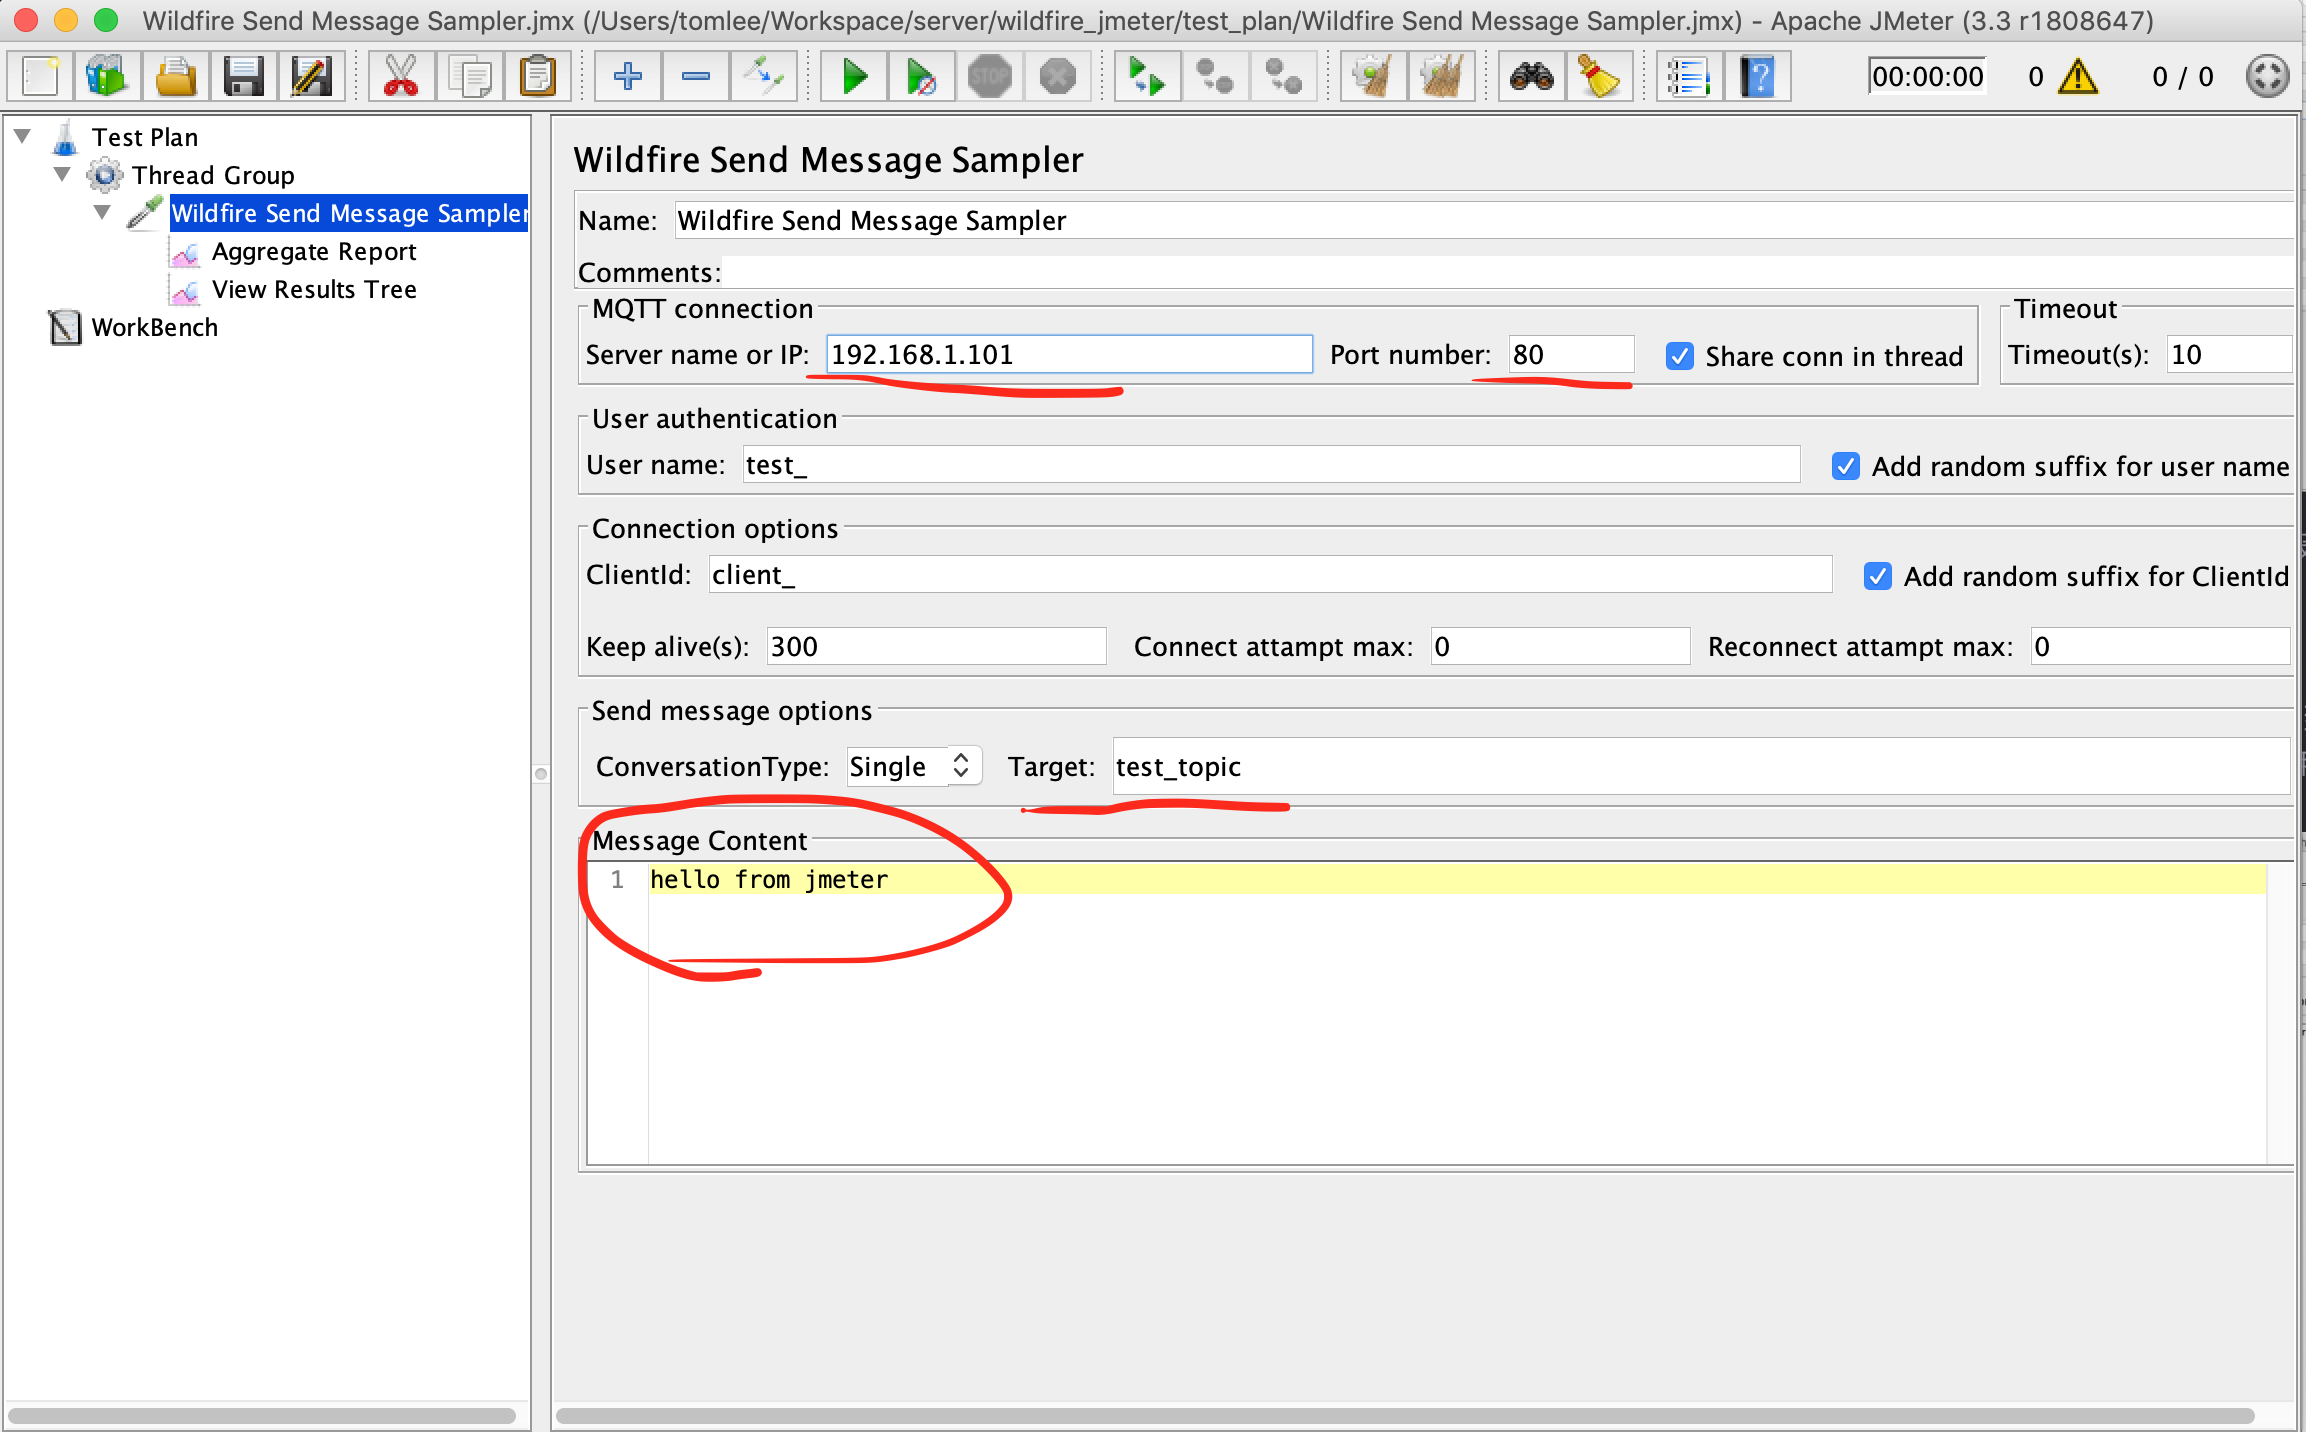 Wildfire Send Message Sampler.jmx (/Users/tomlee/Workspace/server/wildfire_jmeter/test_plan/Wildfire Send Message Sampler.jmx) - Apache JMeter (3.3 r1808647)
STOP
00:00:00 0 0 / 0
Test Plan
Thread Group
Wildfire Send Message Sampler
Aggregate Report
View Results Tree
WorkBench
Wildfire Send Message Sampler
Name: Wildfire Send Message Sampler
Comments:
MQTT connection
Server name or IP: 192.168.1.101 Port number: 80 Share conn in thread
Timeout
Timeout(s): 10
User authentication
User name: test_ Add random suffix for user name
Connection options
ClientId: client_ Add random suffix for ClientId
Keep alive(s): 300 Connect attampt max: 0 Reconnect attampt max: 0
Send message options
ConversationType: Single Target: test_topic
Message Content
1 hello from jmeter